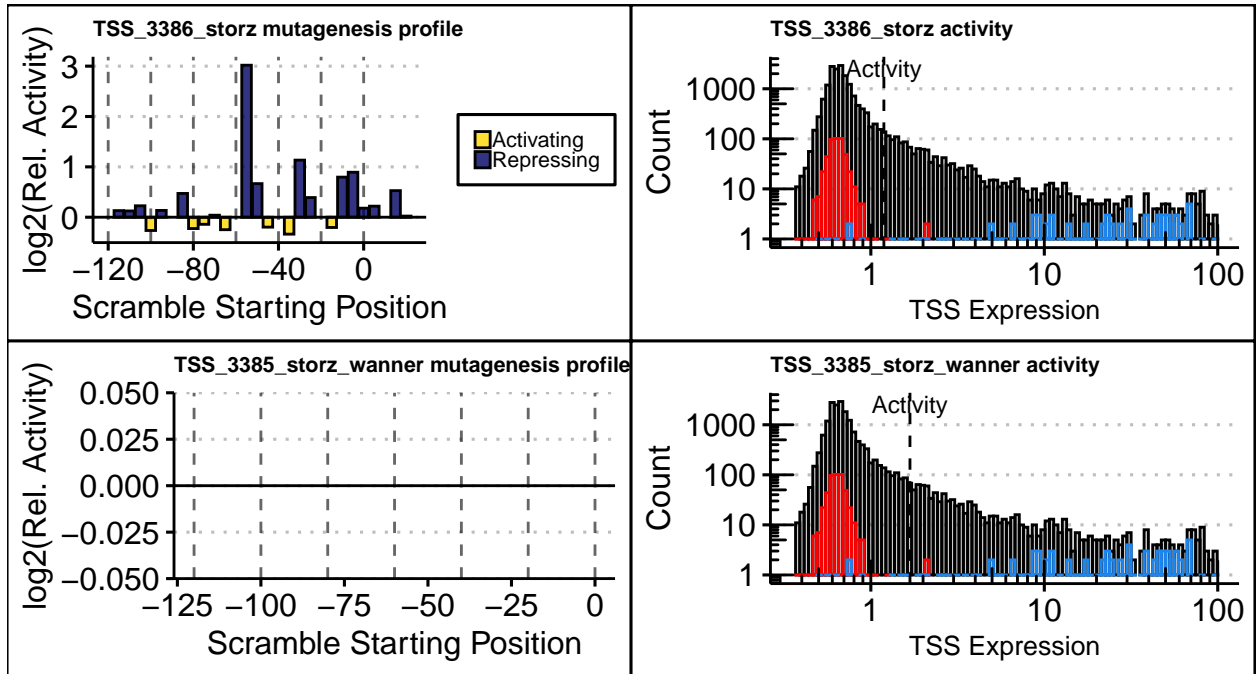 TSS_3386_storz mutagenesis profile
log2(Rel. Activity)
3
2
1
0
−120
−80
−40
0
Scramble Starting Position
Activating
Repressing
TSS_3386_storz activity
Activity
Count
1000
100
10
1
1
10
100
TSS Expression
TSS_3385_storz_wanner mutagenesis profile
log2(Rel. Activity)
0.050
0.025
0.000
−0.025
−0.050
−125
−100
−75
−50
−25
0
Scramble Starting Position
TSS_3385_storz_wanner activity
Activity
Count
1000
100
10
1
1
10
100
TSS Expression